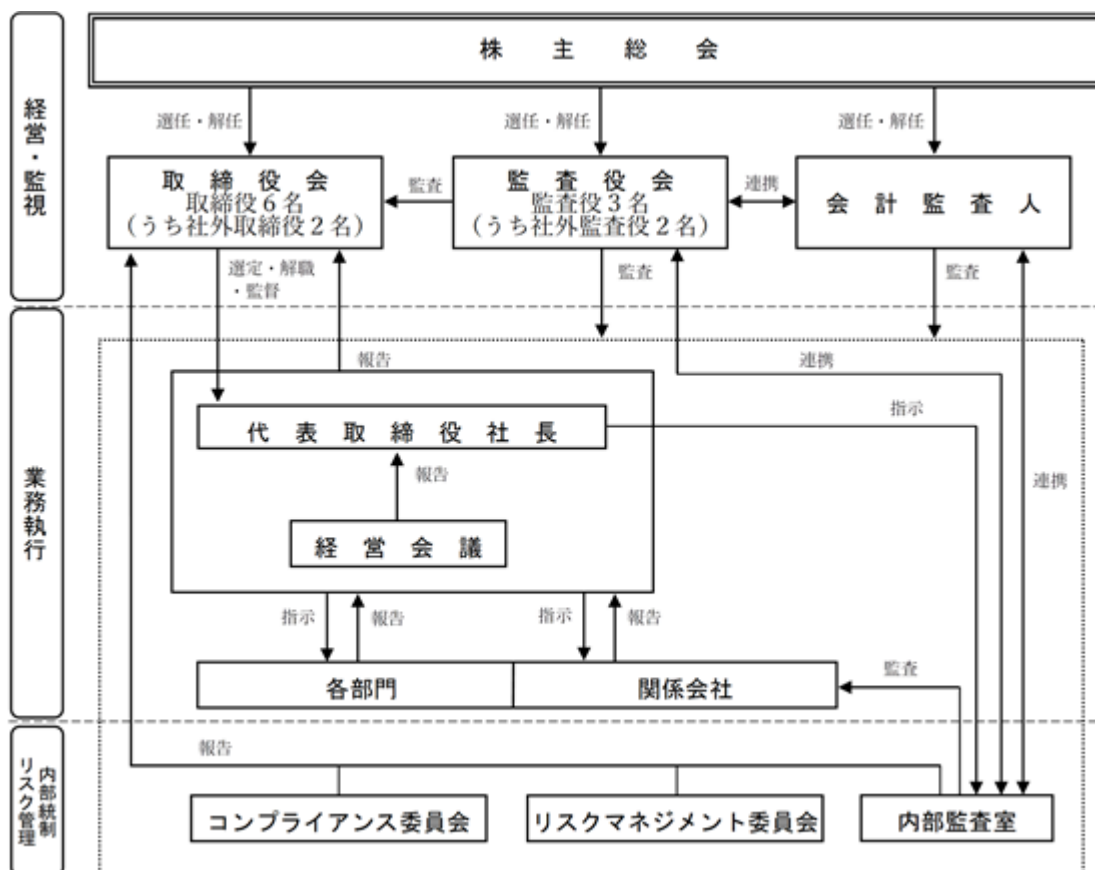 株主総会
経営・監視
選任・解任
選任・解任
選任・解任
取締役会
取締役6名
(うち社外取締役2名)
監査
監査役会
監査役3名
(うち社外監査役2名)
連携
会計監査人
選定・解職
・監督
監査
監査
報告
連携
代表取締役社長
指示
報告
業務執行
連携
経営会議
指示
報告
指示
報告
各部門
関係会社
監査
報告
内部統制
リスク管理
コンプライアンス委員会
リスクマネジメント委員会
内部監査室